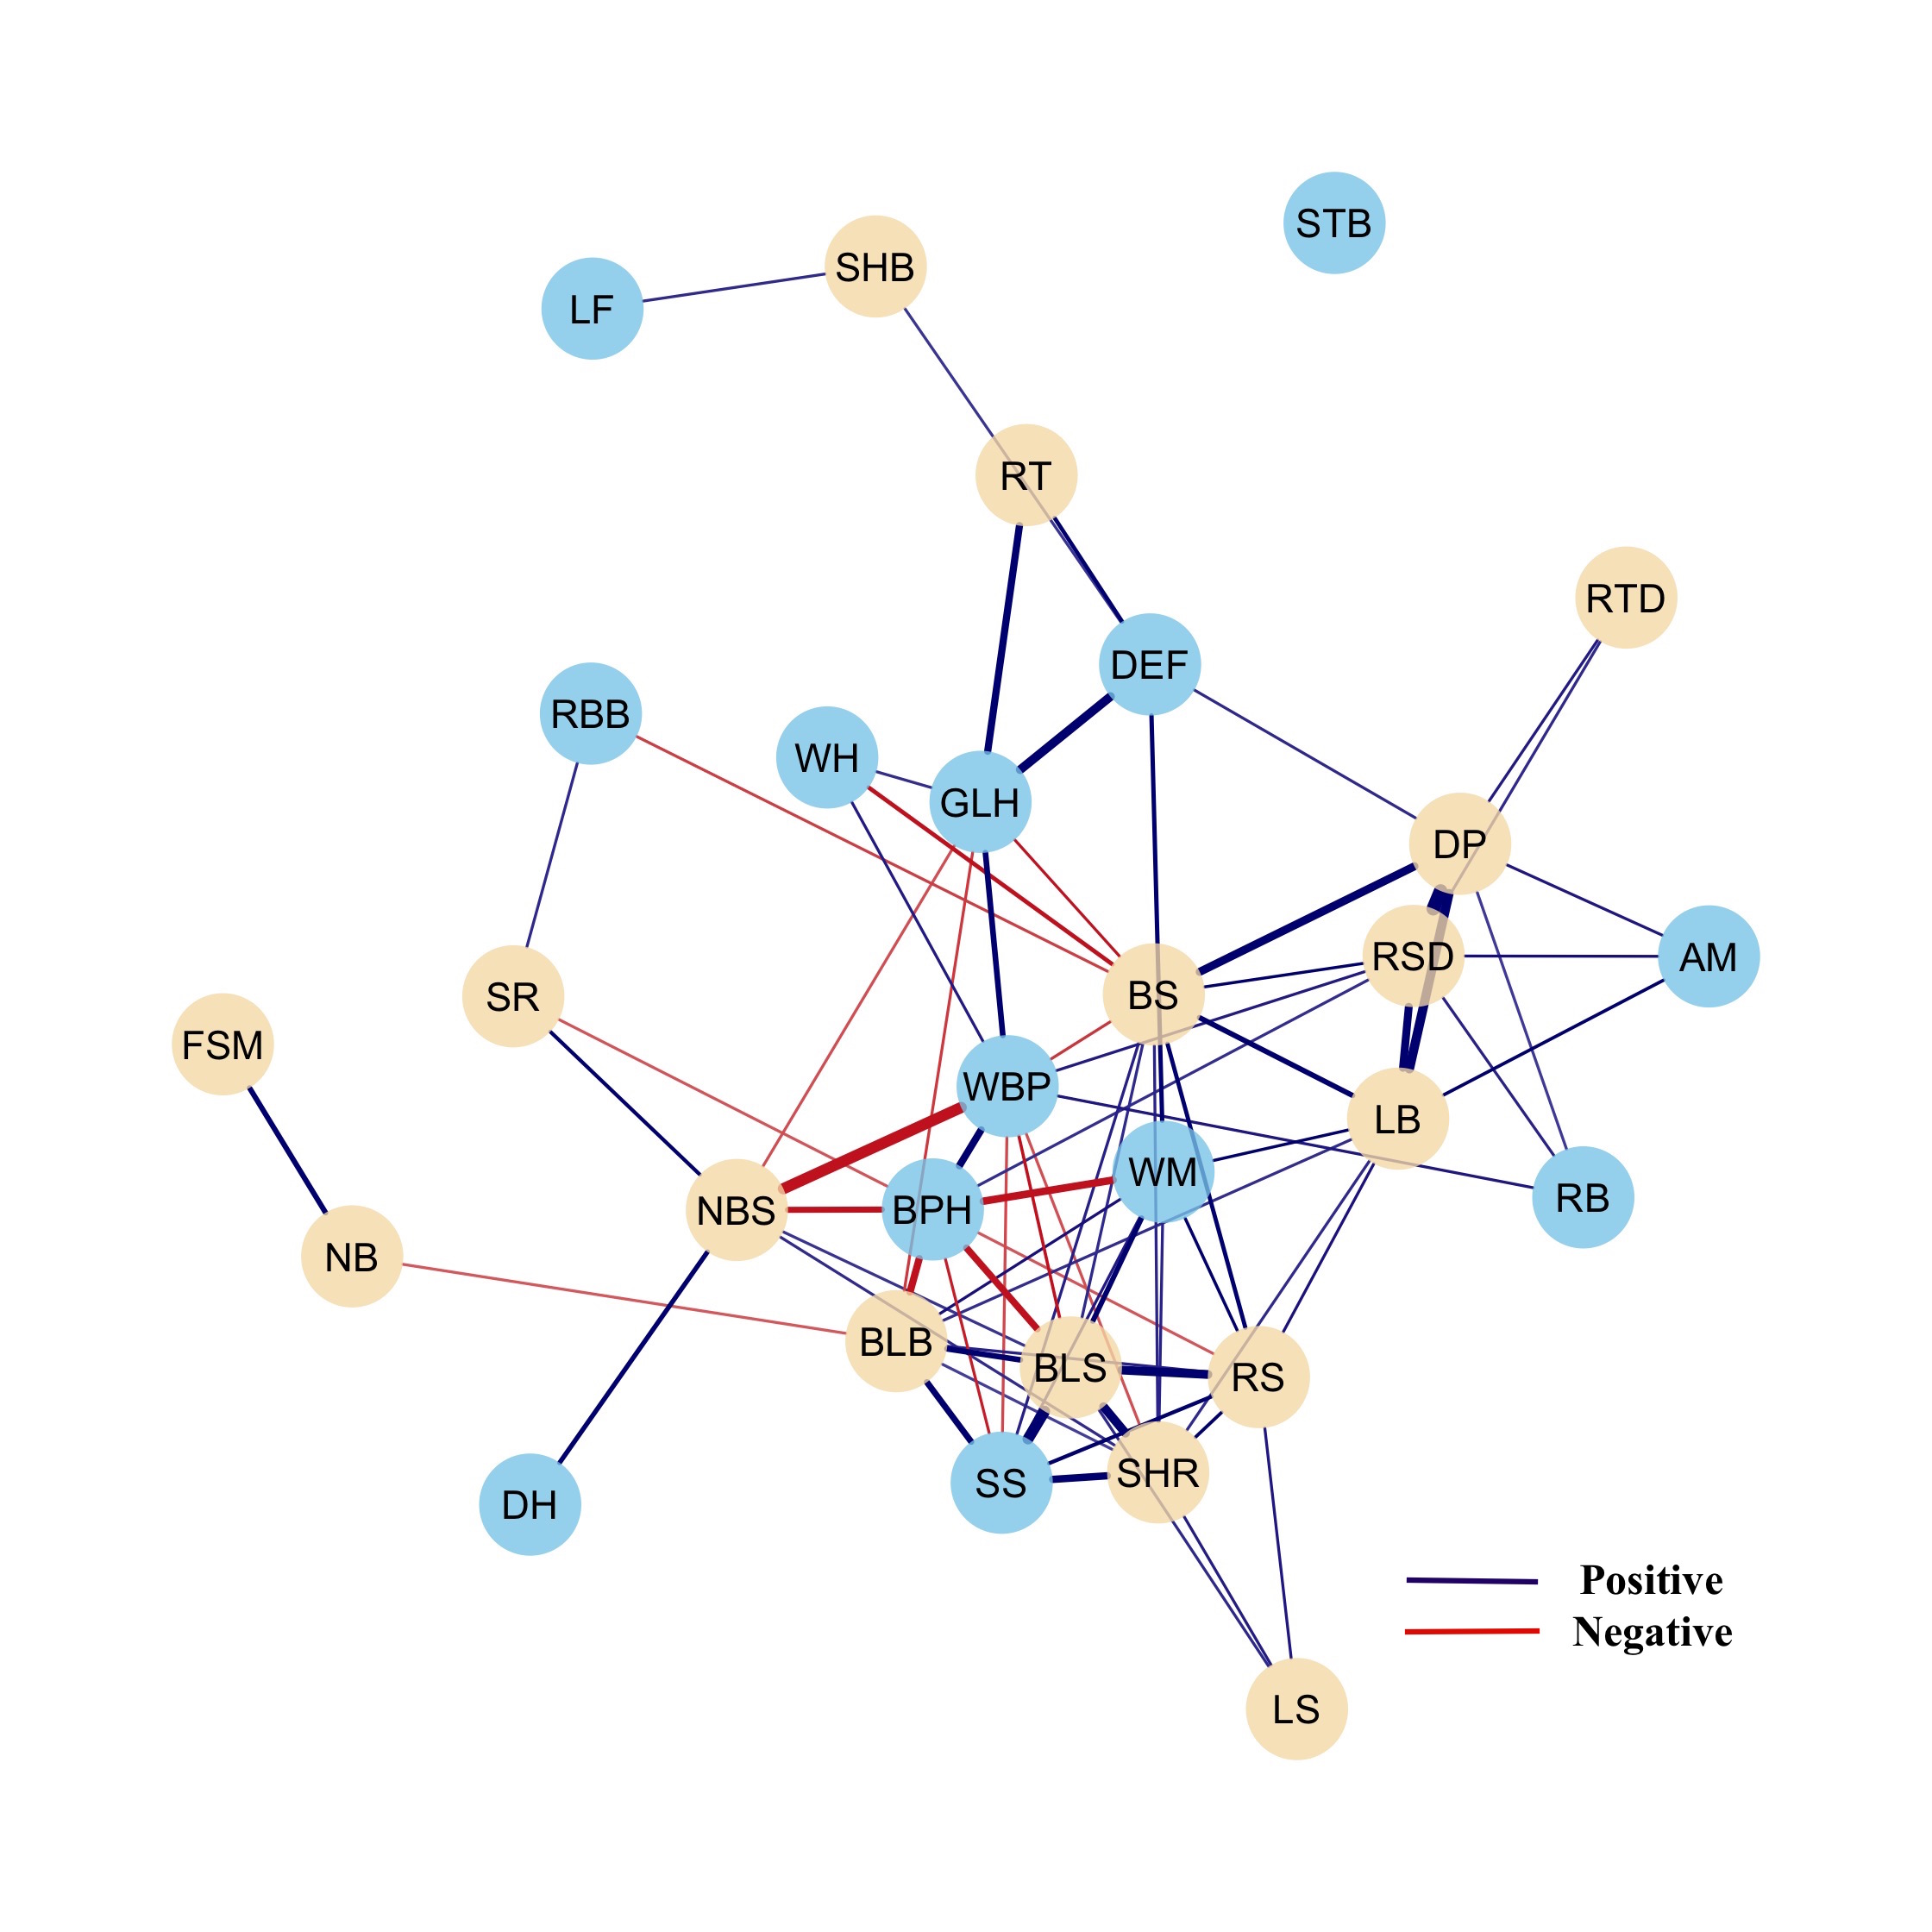 STB
SHB
LF
RT
RTD
DEF
RBB
WH
GLH
DP
RSD
AM
BS
SR
FSM
WBP
LB
WM
RB
NBS
BPH
NB
BLB
BLS
RS
SHR
SS
DH
Positive
Negative
LS